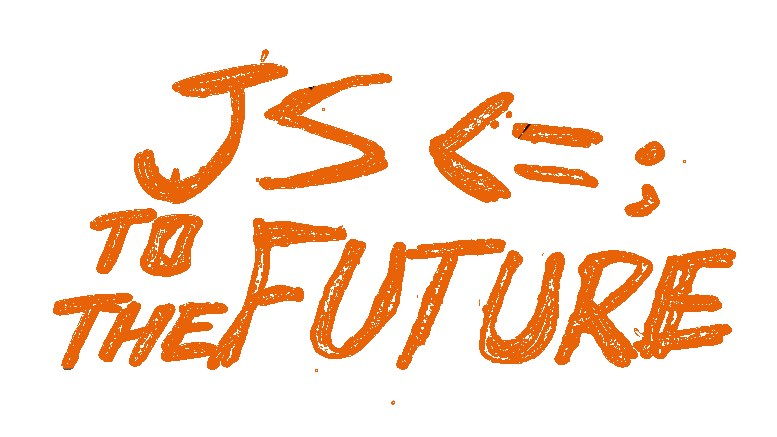 JS <= ;
TO
THE FUTURE